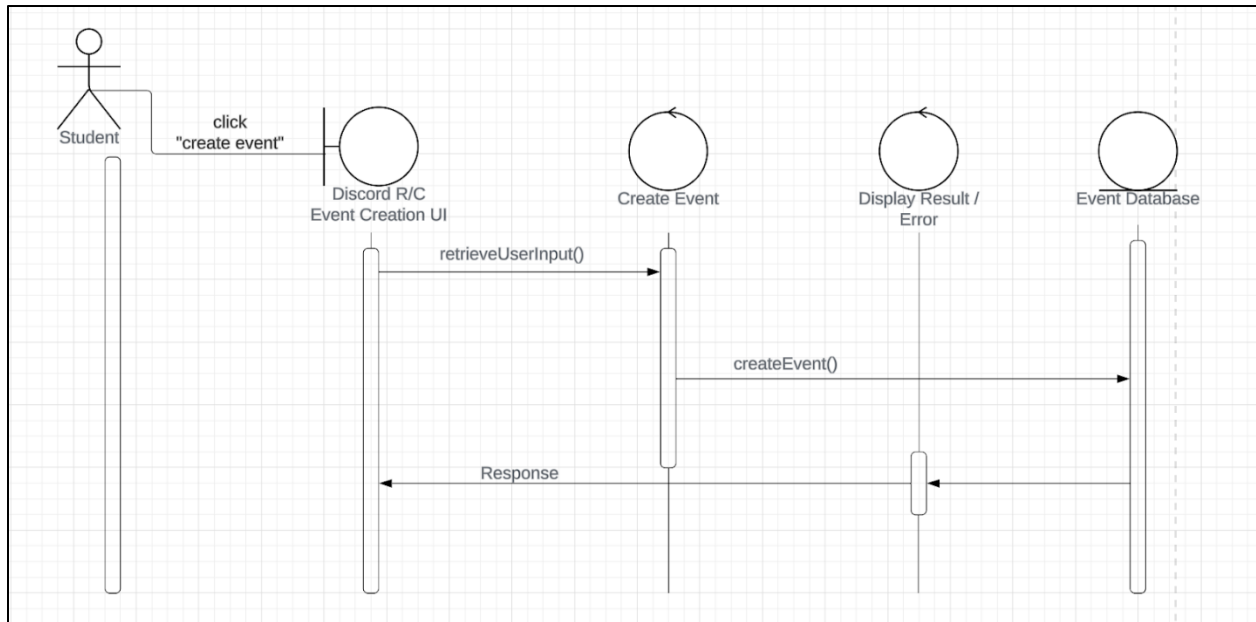 Student
click
"create event"
Discord R/C
Event Creation UI
Create Event
Display Result /
Error
Event Database
retrieveUserInput()
createEvent()
Response